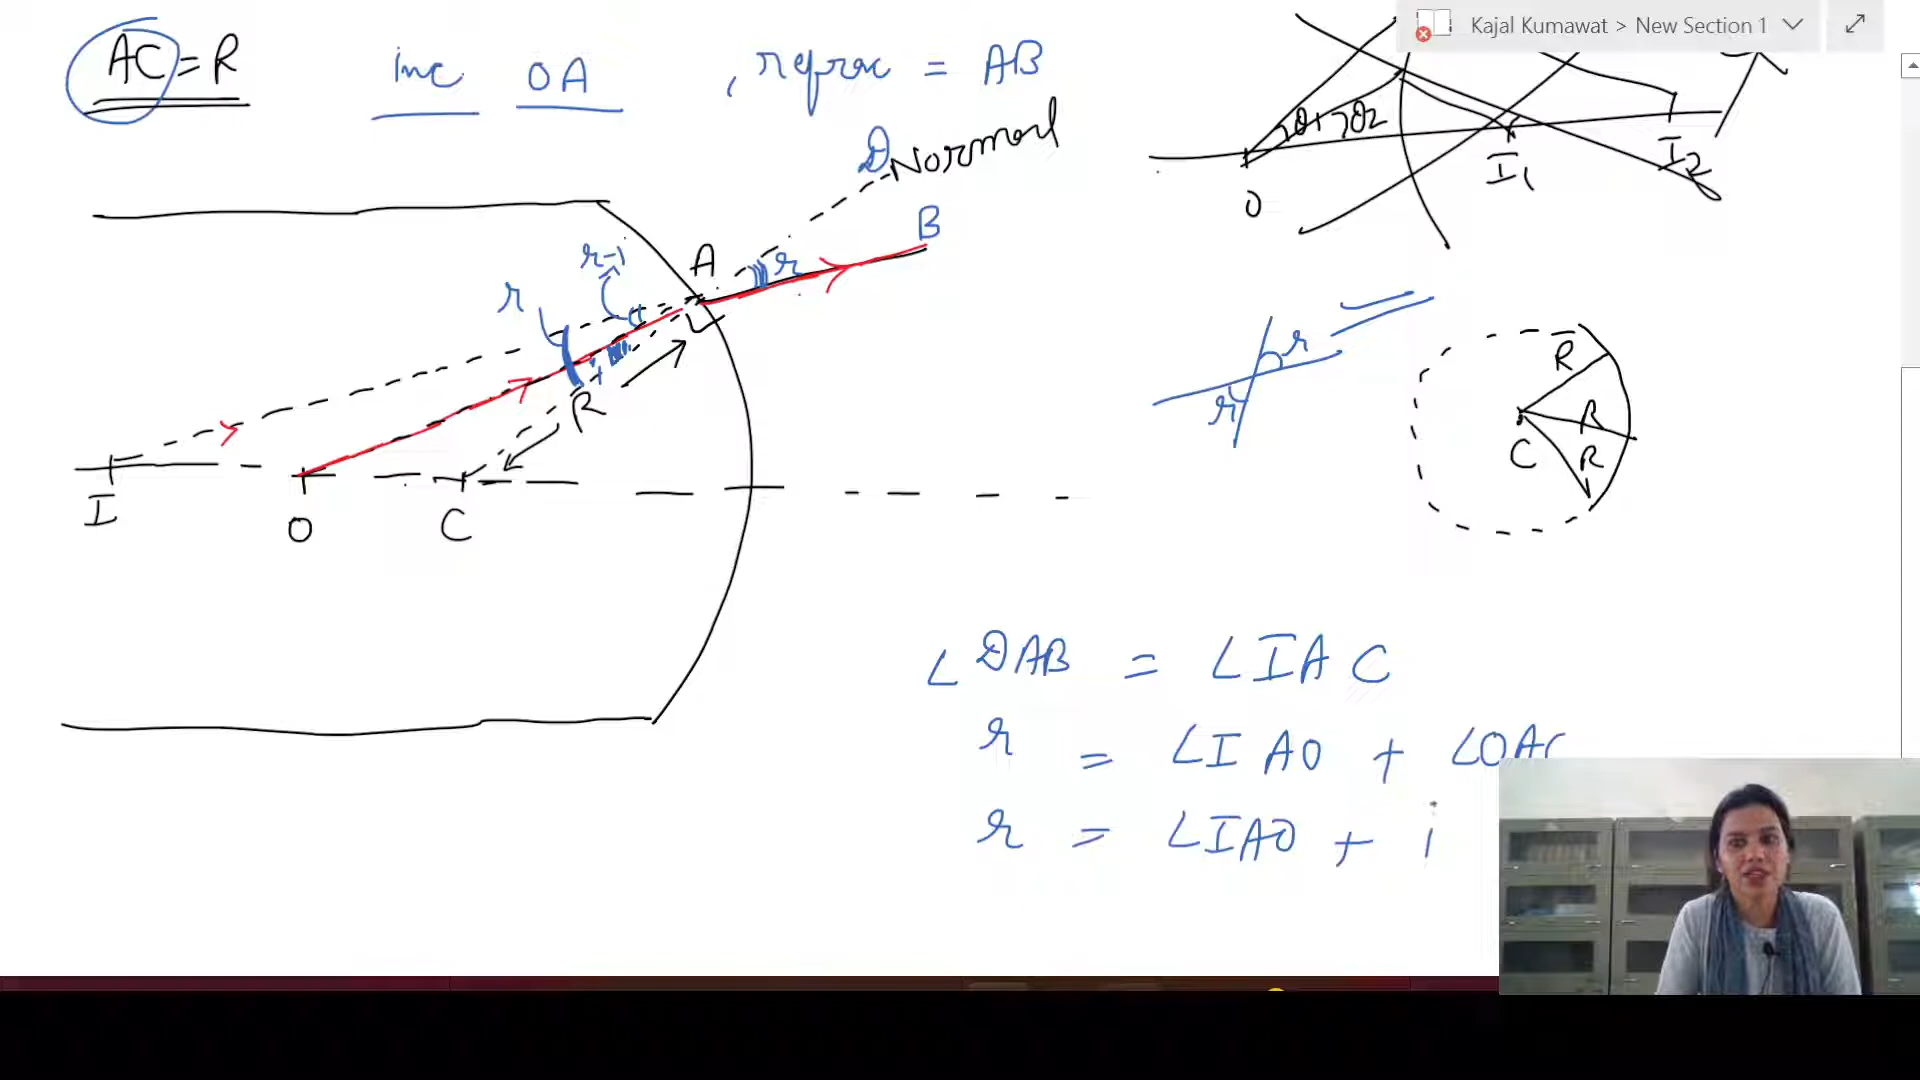 Kajal Kumawat > New Section 1
AC = R
inc OA , refrac = AB
D Normal
B
A
r
r-i
r
i
R
I
O
C
θ1 θ2
O
I1
I2
r
r
R
R
R
C
∠DAB = ∠IAC
r = ∠IAO + ∠OAC
r = ∠IAO + i